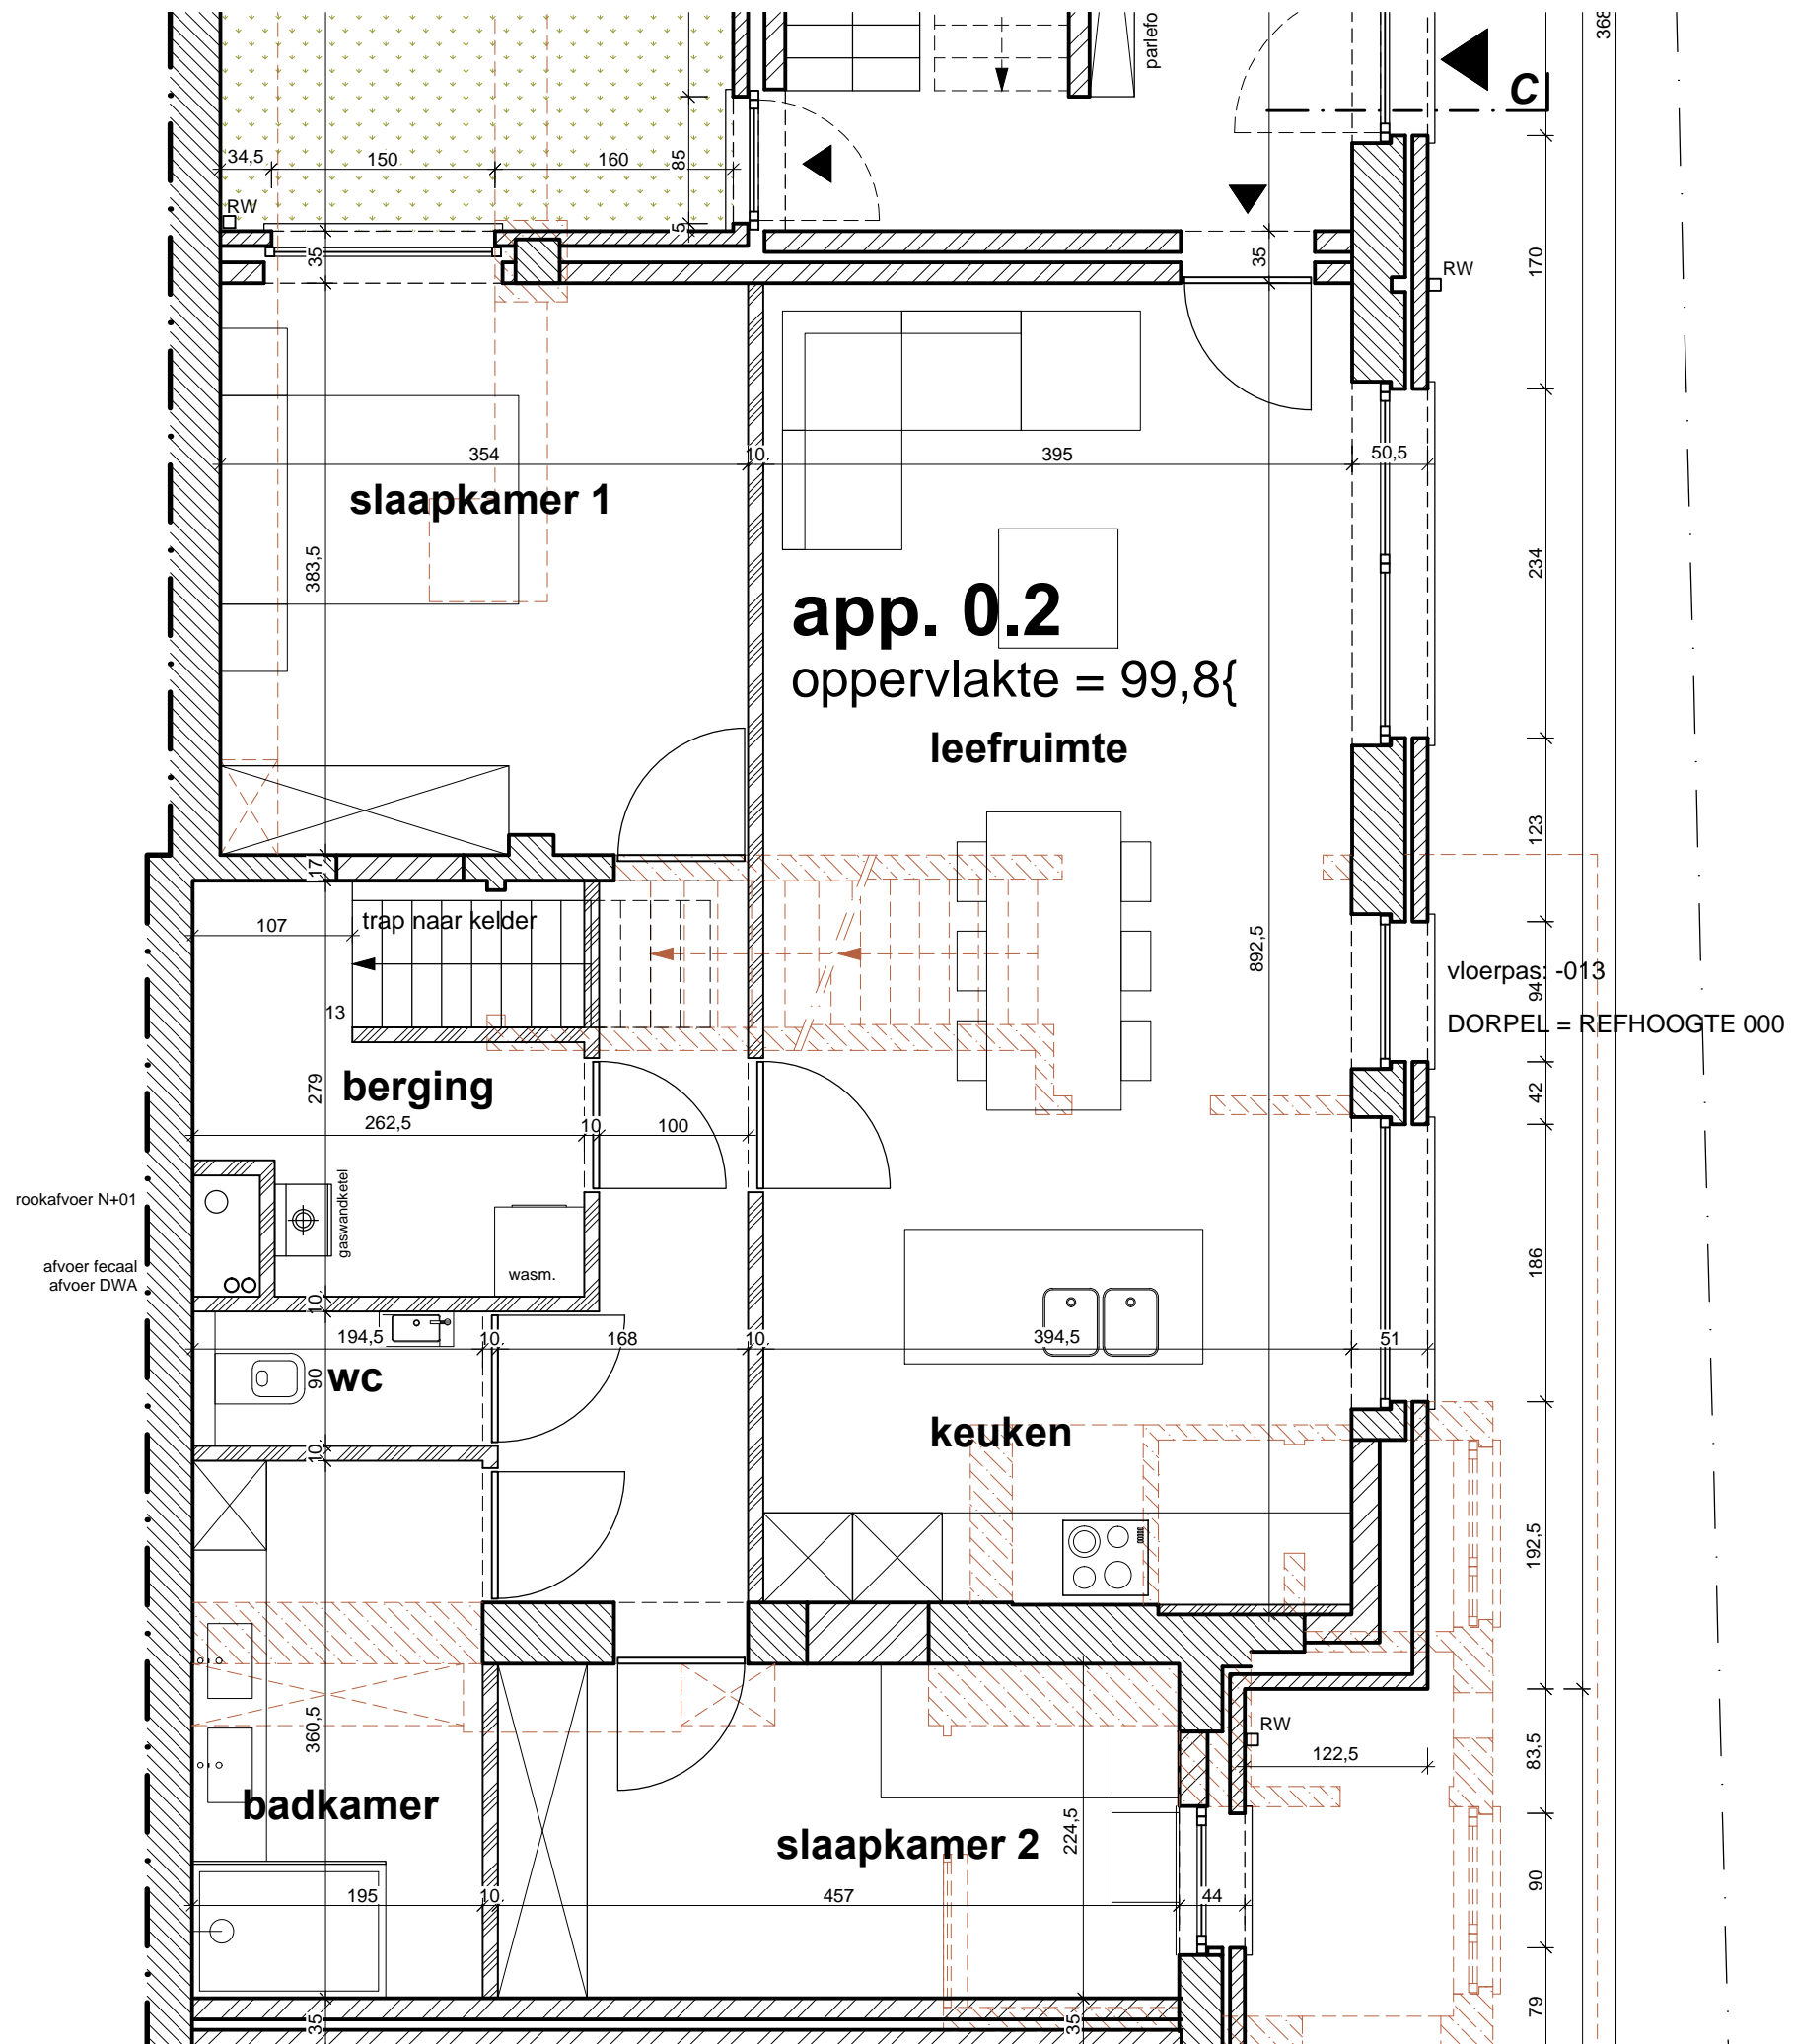 368
parlefo
C
34,5
150
160
85
5
RW
35
35
RW
170
354
10.
395
50,5
slaapkamer 1
383,5
234
app. 0.2
oppervlakte = 99,8{
leefruimte
123
17
107
trap naar kelder
892,5
vloerpas: -013
94
13
DORPEL = REFHOOGTE 000
279
berging
42
262,5
10
100
rookafvoer N+01
gaswandketel
afvoer fecaal
afvoer DWA
wasm.
186
10.
194,5
10.
168
10.
394,5
51
90
wc
keuken
10.
192,5
360,5
RW
122,5
83,5
badkamer
slaapkamer 2
224,5
195
10.
457
44
90
35
35
79